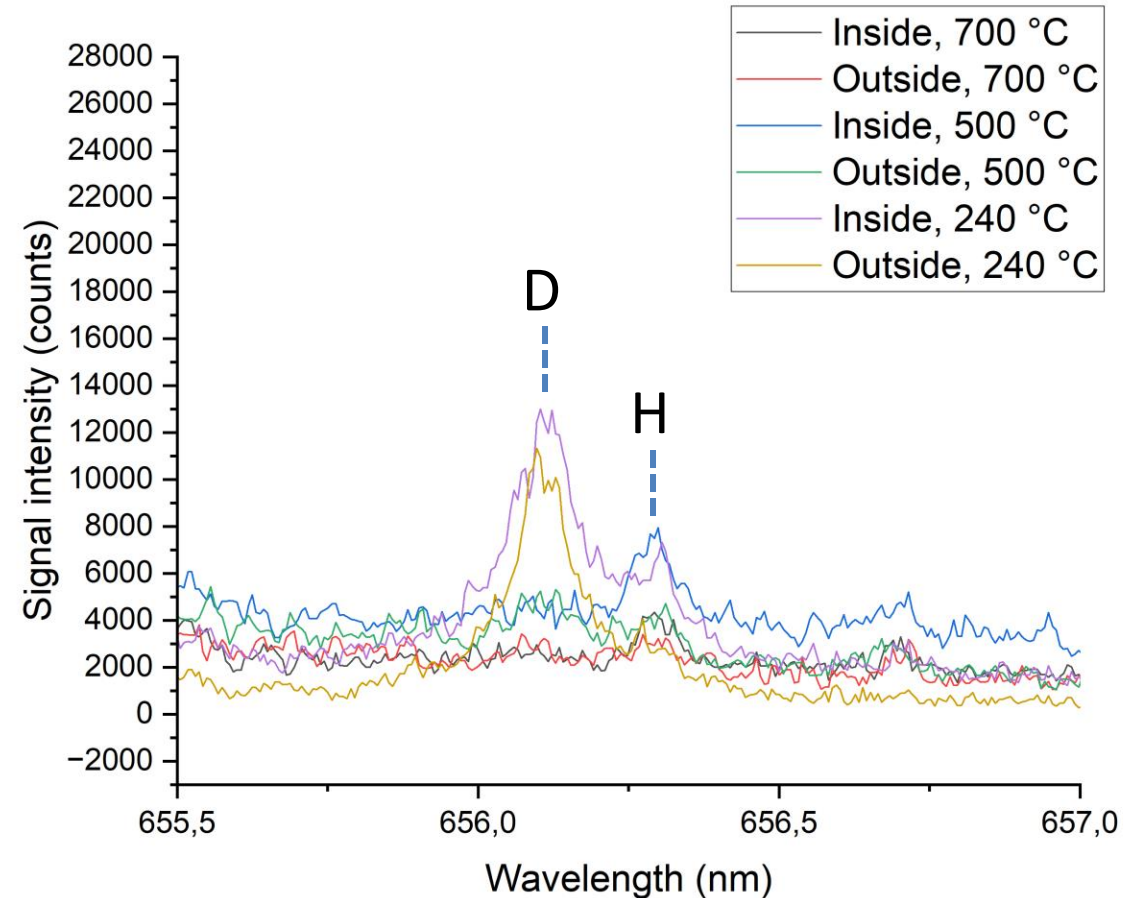 Inside, 700 °C
Outside, 700 °C
Inside, 500 °C
Outside, 500 °C
Inside, 240 °C
Outside, 240 °C
28000
26000
24000
22000
20000
18000
16000
14000
12000
10000
8000
6000
4000
2000
0
−2000
Signal intensity (counts)
D
H
655,5 656,0 656,5 657,0
Wavelength (nm)